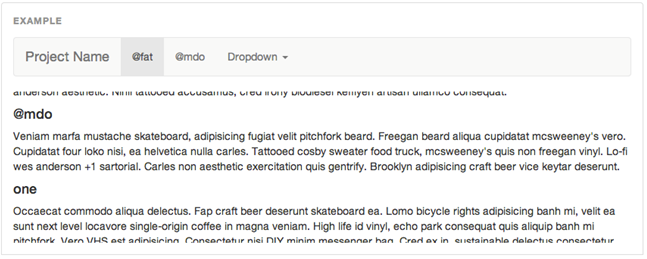 EXAMPLE
Project Name @fat @mdo Dropdown
anderson aesthetic. Nihil tattooed accusamus, cred irony biodiesel keffiyeh artisan ullamco consequat.
@mdo
Veniam marfa mustache skateboard, adipisicing fugiat velit pitchfork beard. Freegan beard aliqua cupidatat mcsweeney's vero.
Cupidatat four loko nisi, ea helvetica nulla carles. Tattooed cosby sweater food truck, mcsweeney's quis non freegan vinyl. Lo-fi
wes anderson +1 sartorial. Carles non aesthetic exercitation quis gentrify. Brooklyn adipisicing craft beer vice keytar deserunt.
one
Occaecat commodo aliqua delectus. Fap craft beer deserunt skateboard ea. Lomo bicycle rights adipisicing banh mi, velit ea
sunt next level locavore single-origin coffee in magna veniam. High life id vinyl, echo park consequat quis aliquip banh mi
pitchfork. Vero VHS est adipisicing. Consectetur nisi DIY minim messenger bag. Cred ex in, sustainable delectus consectetur